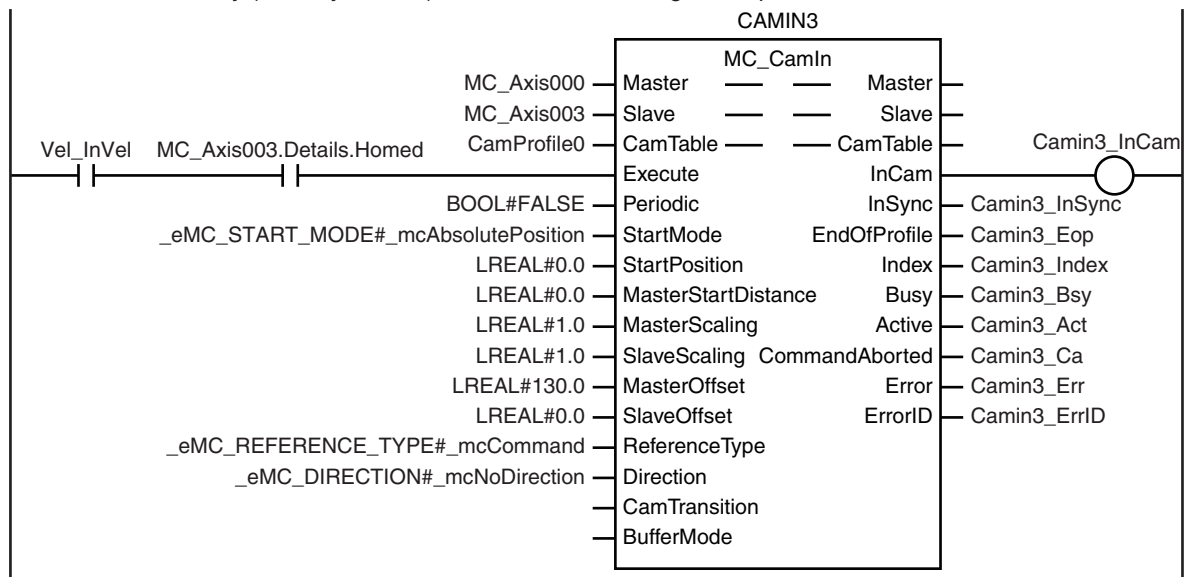 CAMIN3
MC_CamIn
MC_Axis000 Master Master
MC_Axis003 Slave Slave
CamProfile0 CamTable CamTable
Vel_InVel MC_Axis003.Details.Homed Execute InCam Camin3_InCam
BOOL#FALSE Periodic InSync Camin3_InSync
_eMC_START_MODE#_mcAbsolutePosition StartMode EndOfProfile Camin3_Eop
LREAL#0.0 StartPosition Index Camin3_Index
LREAL#0.0 MasterStartDistance Busy Camin3_Bsy
LREAL#1.0 MasterScaling Active Camin3_Act
LREAL#1.0 SlaveScaling CommandAborted Camin3_Ca
LREAL#130.0 MasterOffset Error Camin3_Err
LREAL#0.0 SlaveOffset ErrorID Camin3_ErrID
_eMC_REFERENCE_TYPE#_mcCommand ReferenceType
_eMC_DIRECTION#_mcNoDirection Direction
CamTransition
BufferMode